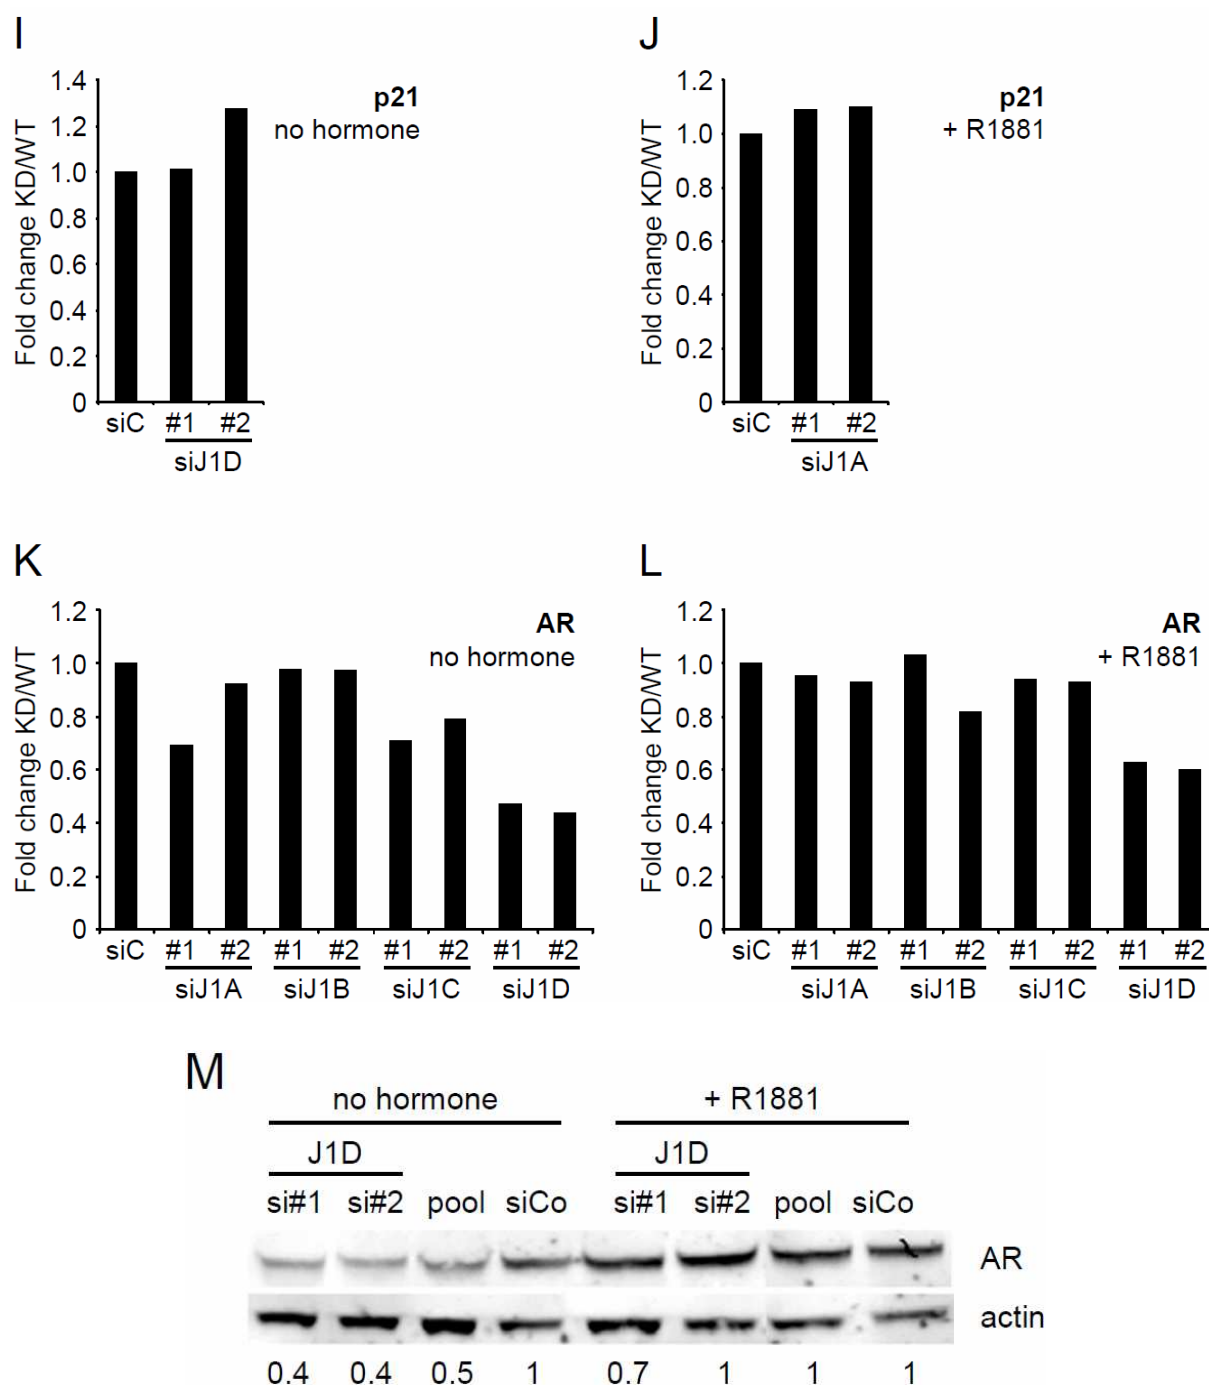 I
Fold change KD/WT
1.4
1.2
1.0
0.8
0.6
0.4
0.2
0
p21
no hormone
siC #1 #2
siJ1D
J
Fold change KD/WT
1.2
1.0
0.8
0.6
0.4
0.2
0
p21
+ R1881
siC #1 #2
siJ1A
K
Fold change KD/WT
1.2
1.0
0.8
0.6
0.4
0.2
0
AR
no hormone
siC #1 #2 #1 #2 #1 #2 #1 #2
siJ1A siJ1B siJ1C siJ1D
L
Fold change KD/WT
1.2
1.0
0.8
0.6
0.4
0.2
0
AR
+ R1881
siC #1 #2 #1 #2 #1 #2 #1 #2
siJ1A siJ1B siJ1C siJ1D
M
no hormone + R1881
J1D J1D
si#1 si#2 pool siCo si#1 si#2 pool siCo
AR
actin
0.4 0.4 0.5 1 0.7 1 1 1